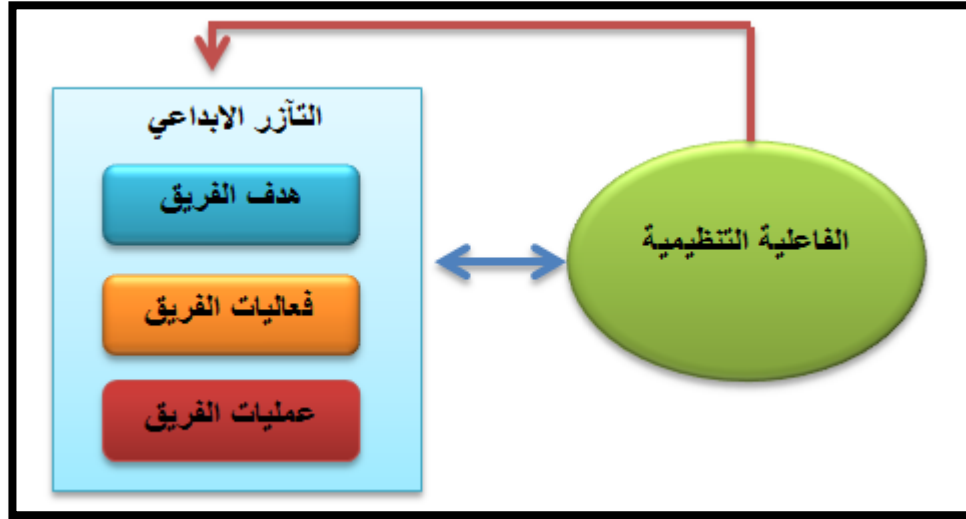 التآزر الابداعي
هدف الفريق
فعاليات الفريق
عمليات الفريق
الفاعلية التنظيمية